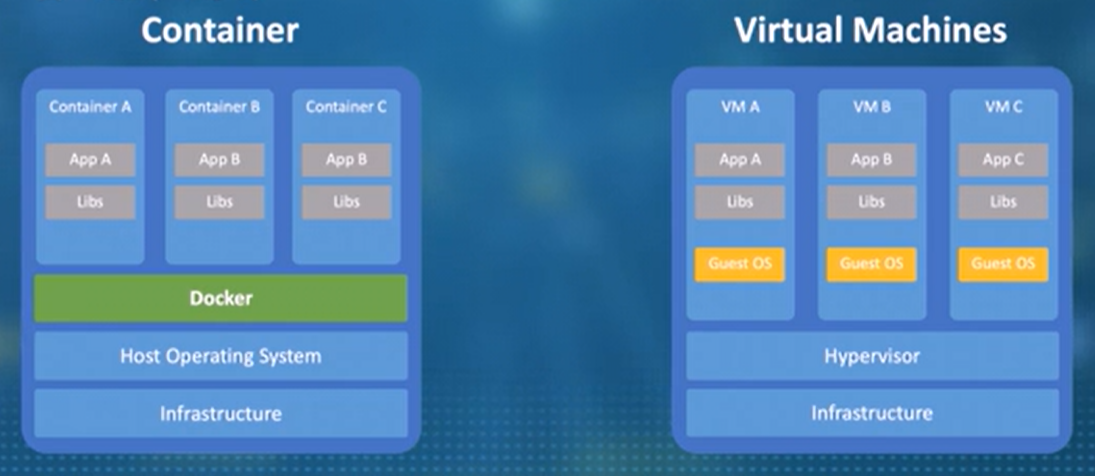 Container
Container A
Container B
Container C
App A
App B
App B
Libs
Libs
Libs
Docker
Host Operating System
Infrastructure
Virtual Machines
VM A
VM B
VM C
App A
App B
App C
Libs
Libs
Libs
Guest OS
Guest OS
Guest OS
Hypervisor
Infrastructure